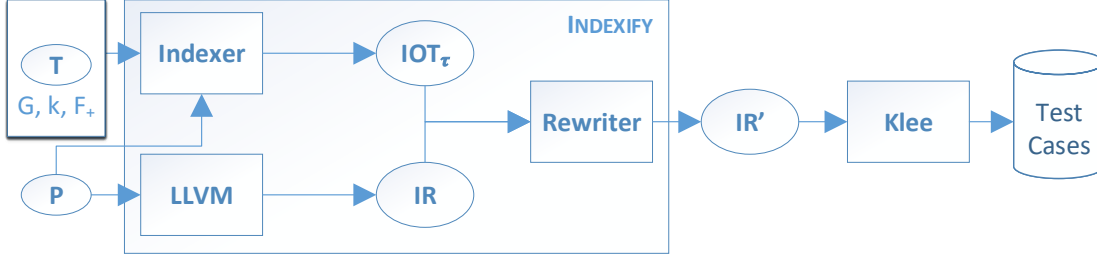 INDEXIFY
T
G, k, F₊
Indexer
IOTτ
Rewriter
IR’
Klee
Test
Cases
P
LLVM
IR